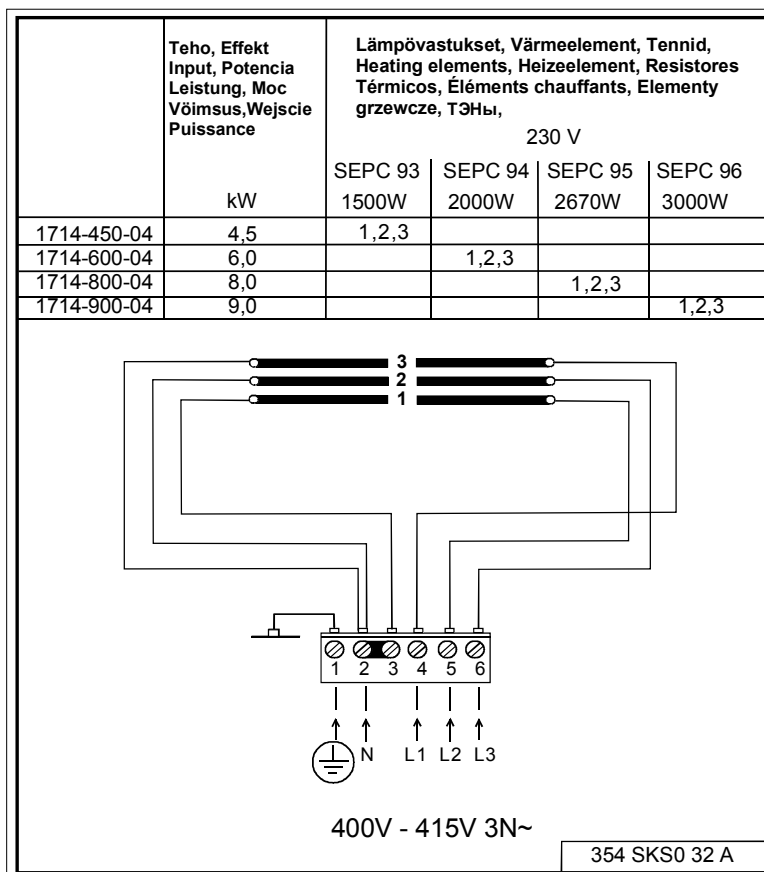 Teho, Effekt
Input, Potencia
Leistung, Moc
Vöimsus,Wejscie
Puissance
kW
Lämpövastukset, Värmeelement, Tennid,
Heating elements, Heizeelement, Resistores
Térmicos, Éléments chauffants, Elementy
grzewcze, ТЭНы,
230 V
SEPC 93 SEPC 94 SEPC 95 SEPC 96
1500W 2000W 2670W 3000W
1714-450-04 4,5 1,2,3
1714-600-04 6,0 1,2,3
1714-800-04 8,0 1,2,3
1714-900-04 9,0 1,2,3
3
2
1
1 2 3 4 5 6
N L1 L2 L3
400V - 415V 3N~
354 SKS0 32 A